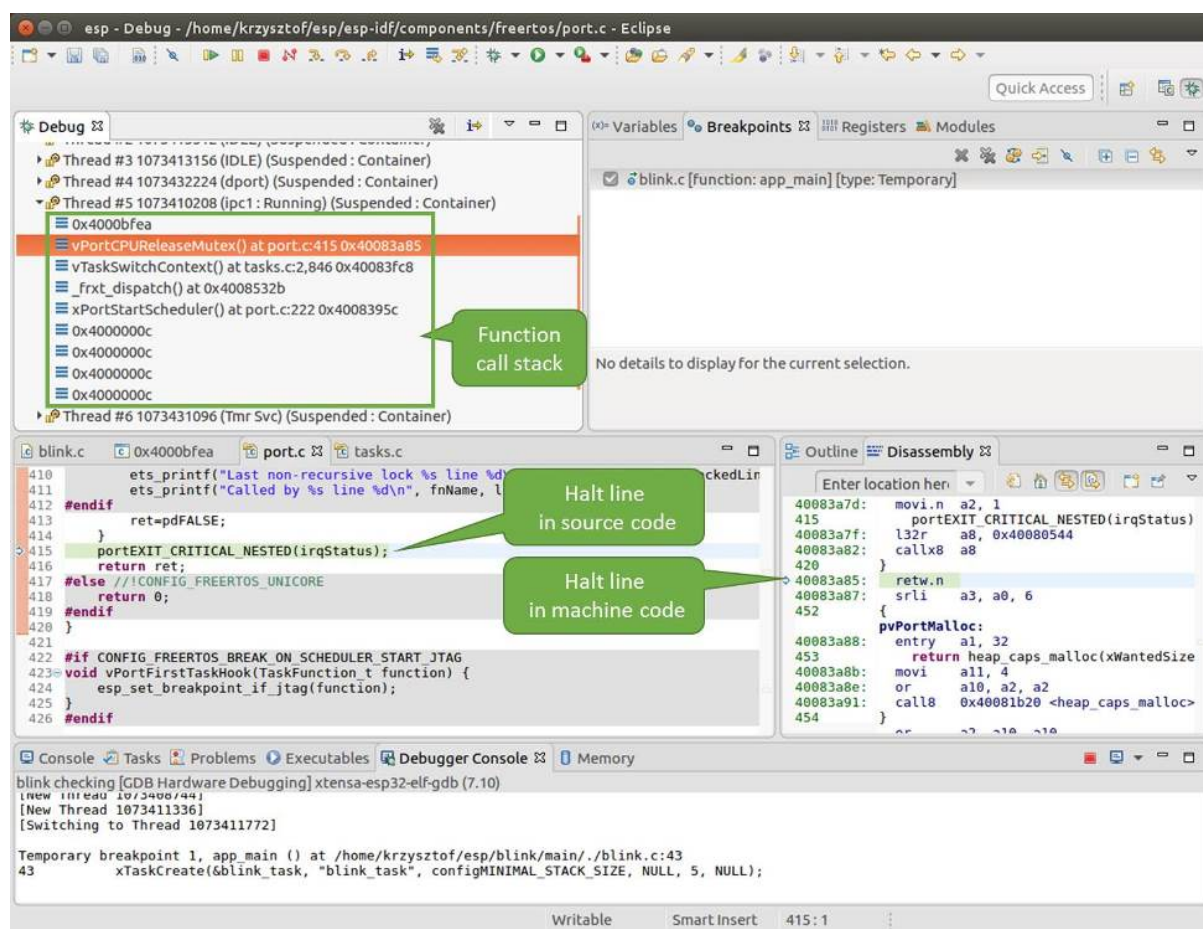 esp - Debug - /home/krzysztof/esp/esp-idf/components/freertos/port.c - Eclipse
Quick Access
Debug
Thread #3 1073413156 (IDLE) (Suspended : Container)
Thread #4 1073432224 (dport) (Suspended : Container)
Thread #5 1073410208 (ipc1 : Running) (Suspended : Container)
0x4000bfea
vPortCPUReleaseMutex() at port.c:415 0x40083a85
vTaskSwitchContext() at tasks.c:2,846 0x40083fc8
_frxt_dispatch() at 0x4008532b
xPortStartScheduler() at port.c:222 0x4008395c
0x4000000c
0x4000000c
0x4000000c
0x4000000c
Thread #6 1073431096 (Tmr Svc) (Suspended : Container)
Function
call stack
(x)= Variables Breakpoints Registers Modules
blink.c [function: app_main] [type: Temporary]
No details to display for the current selection.
blink.c 0x4000bfea port.c tasks.c
410 ets_printf("Last non-recursive lock %s line %d ckedLin
411 ets_printf("Called by %s line %d\n", fnName, l
412 #endif
413 ret=pdFALSE;
414 }
415 portEXIT_CRITICAL_NESTED(irqStatus);
416 return ret;
417 #else //!CONFIG_FREERTOS_UNICORE
418 return 0;
419 #endif
420 }
421
422 #if CONFIG_FREERTOS_BREAK_ON_SCHEDULER_START_JTAG
423 void vPortFirstTaskHook(TaskFunction_t function) {
424 esp_set_breakpoint_if_jtag(function);
425 }
426 #endif
Halt line
in source code
Halt line
in machine code
Outline Disassembly
Enter location her
40083a7d: movi.n a2, 1
415 portEXIT_CRITICAL_NESTED(irqStatus)
40083a7f: l32r a8, 0x40080544
40083a82: callx8 a8
420 }
40083a85: retw.n
40083a87: srli a3, a0, 6
452 {
pvPortMalloc:
40083a88: entry a1, 32
453 return heap_caps_malloc(xWantedSize
40083a8b: movi a11, 4
40083a8e: or a10, a2, a2
40083a91: call8 0x40081b20 <heap_caps_malloc>
454 }
Console Tasks Problems Executables Debugger Console Memory
blink checking [GDB Hardware Debugging] xtensa-esp32-elf-gdb (7.10)
[New Thread 1073408744]
[New Thread 1073411336]
[Switching to Thread 1073411772]
Temporary breakpoint 1, app_main () at /home/krzysztof/esp/blink/main/./blink.c:43
43 xTaskCreate(&blink_task, "blink_task", configMINIMAL_STACK_SIZE, NULL, 5, NULL);
Writable Smart Insert 415 : 1